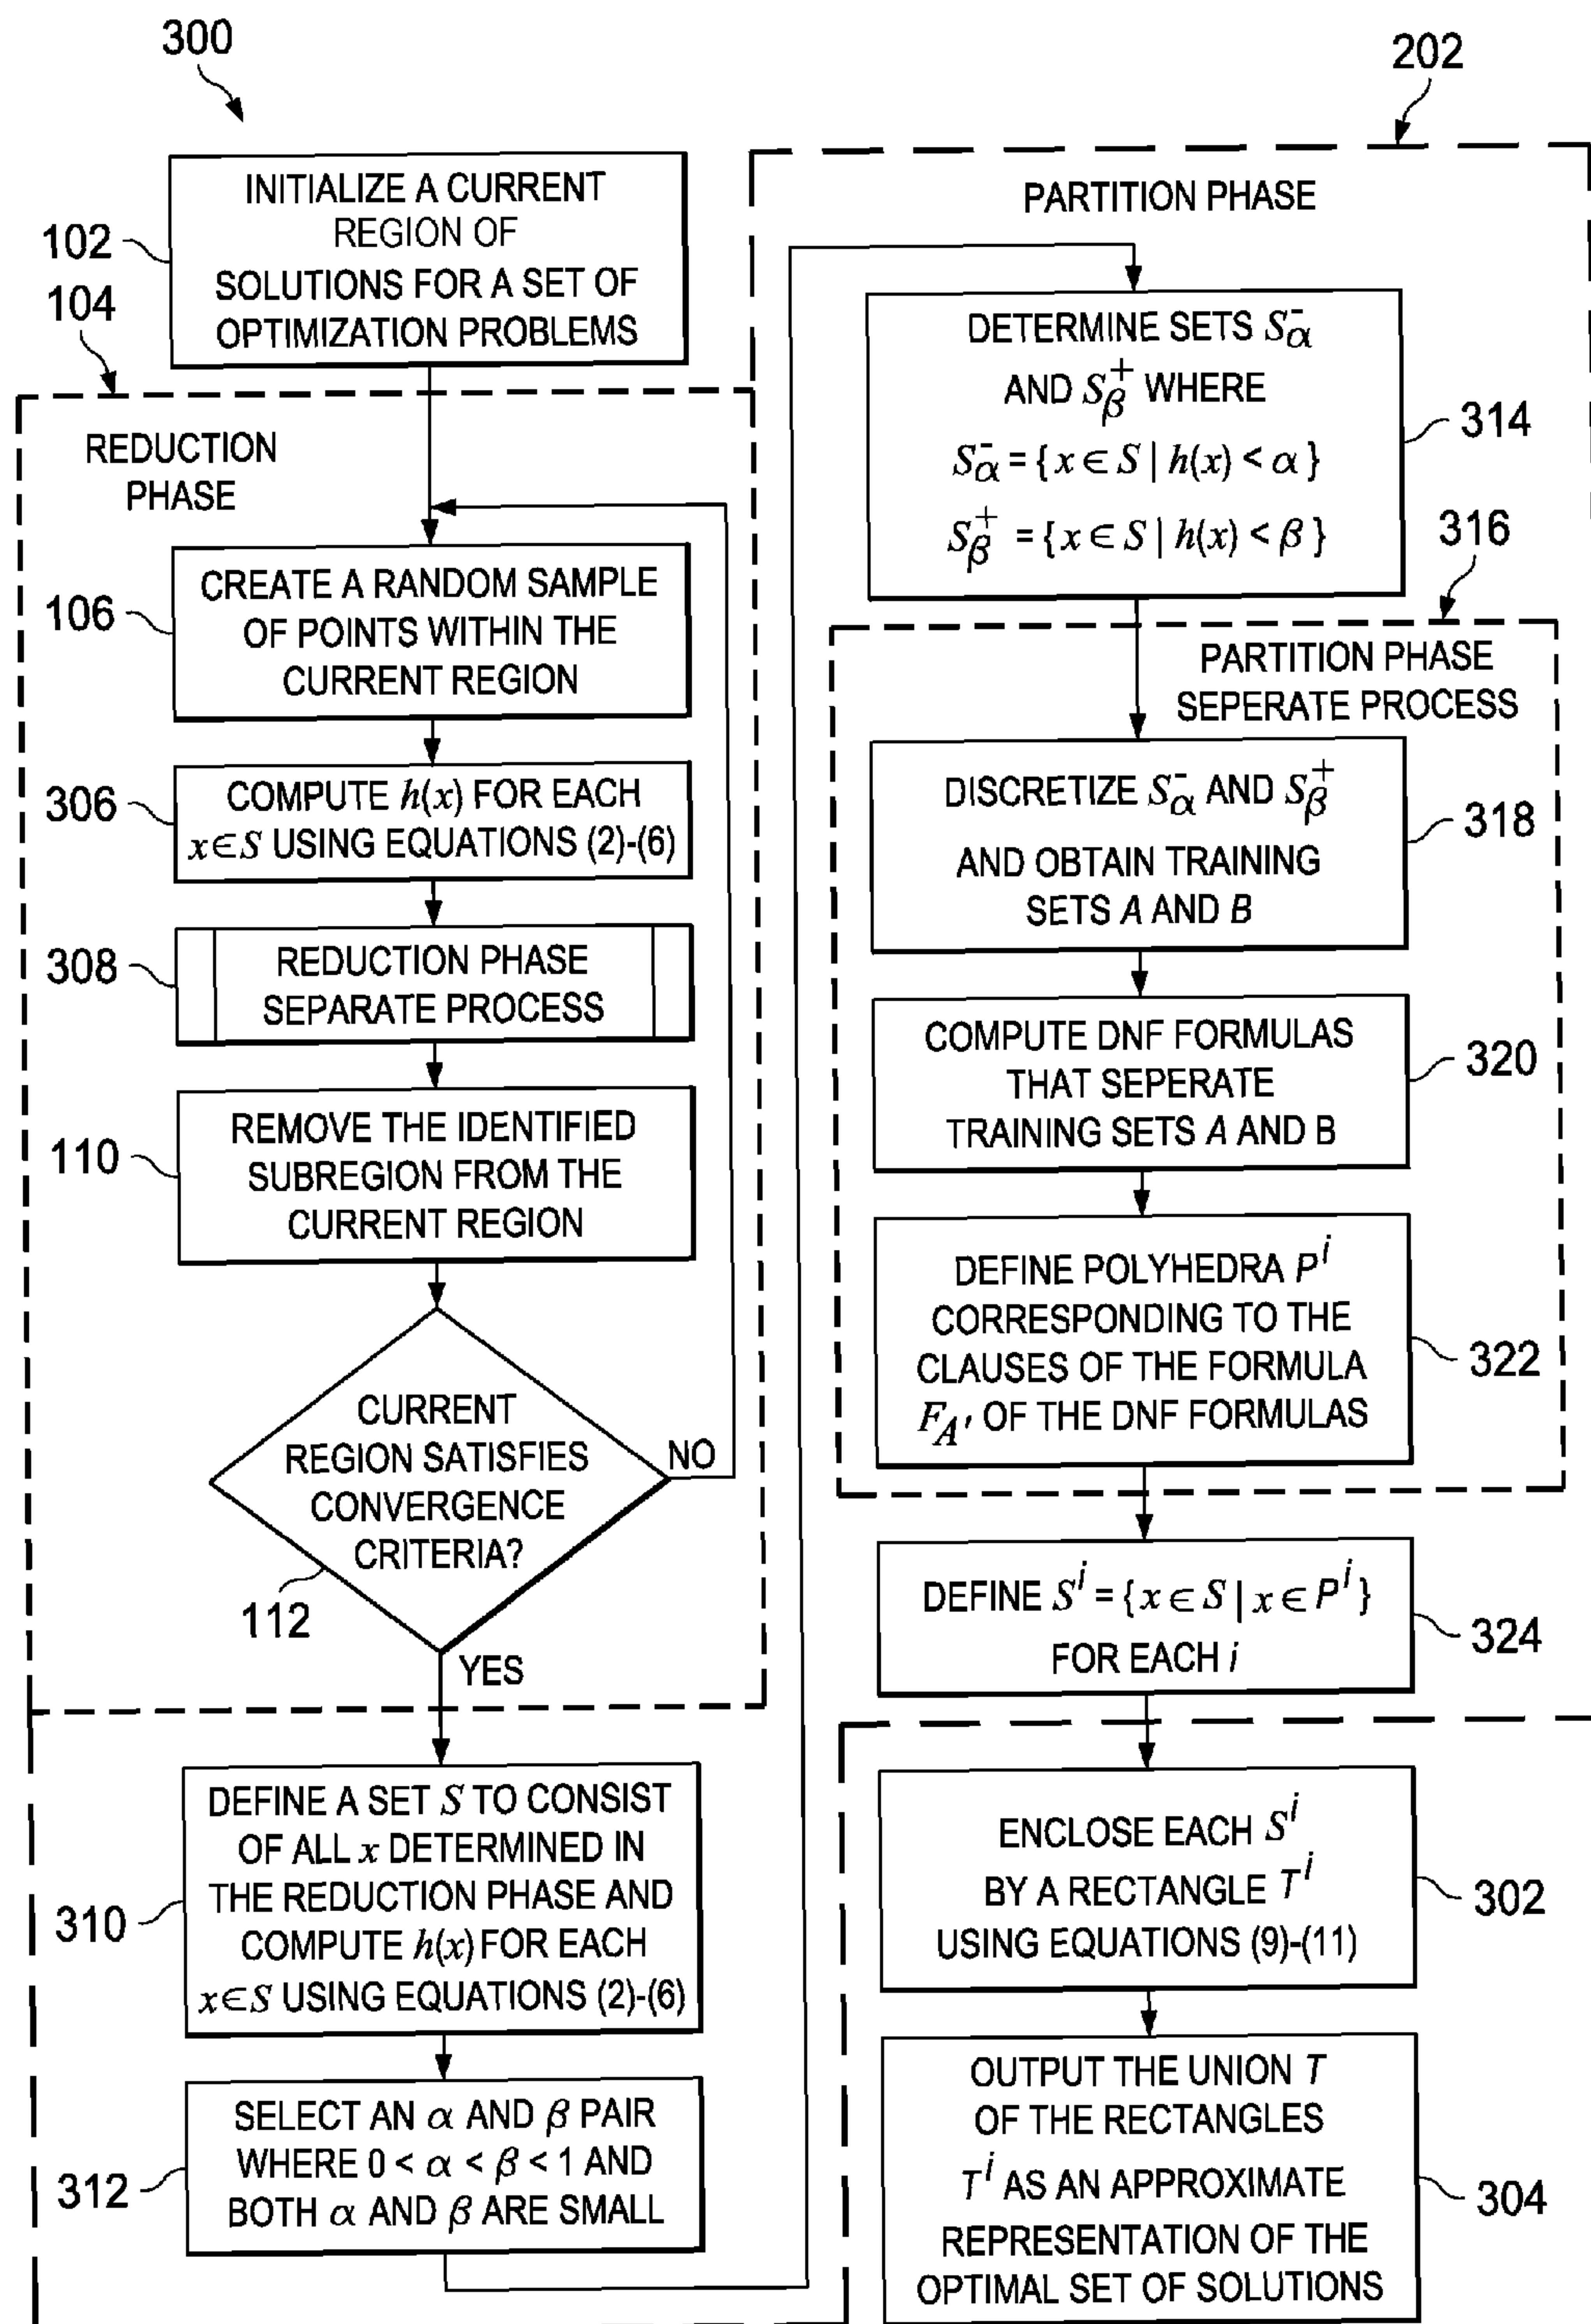 300
202
INITIALIZE A CURRENT
REGION OF
SOLUTIONS FOR A SET OF
OPTIMIZATION PROBLEMS
102
104
REDUCTION
PHASE
CREATE A RANDOM SAMPLE
OF POINTS WITHIN THE
CURRENT REGION
106
COMPUTE h(x) FOR EACH
x∈S USING EQUATIONS (2)-(6)
306
REDUCTION PHASE
SEPARATE PROCESS
308
REMOVE THE IDENTIFIED
SUBREGION FROM THE
CURRENT REGION
110
CURRENT
REGION SATISFIES
CONVERGENCE
CRITERIA?
NO
112
YES
DEFINE A SET S TO CONSIST
OF ALL x DETERMINED IN
THE REDUCTION PHASE AND
COMPUTE h(x) FOR EACH
x∈S USING EQUATIONS (2)-(6)
310
SELECT AN α AND β PAIR
WHERE 0 < α < β < 1 AND
BOTH α AND β ARE SMALL
312
PARTITION PHASE
DETERMINE SETS S_α^-
AND S_β^+ WHERE
S_α^- = { x ∈ S | h(x) < α }
S_β^+ = { x ∈ S | h(x) < β }
314
316
PARTITION PHASE
SEPERATE PROCESS
DISCRETIZE S_α^- AND S_β^+
AND OBTAIN TRAINING
SETS A AND B
318
COMPUTE DNF FORMULAS
THAT SEPERATE
TRAINING SETS A AND B
320
DEFINE POLYHEDRA P^i
CORRESPONDING TO THE
CLAUSES OF THE FORMULA
F_A' OF THE DNF FORMULAS
322
DEFINE S^i = { x ∈ S | x ∈ P^i }
FOR EACH i
324
ENCLOSE EACH S^i
BY A RECTANGLE T^i
USING EQUATIONS (9)-(11)
302
OUTPUT THE UNION T
OF THE RECTANGLES
T^i AS AN APPROXIMATE
REPRESENTATION OF THE
OPTIMAL SET OF SOLUTIONS
304